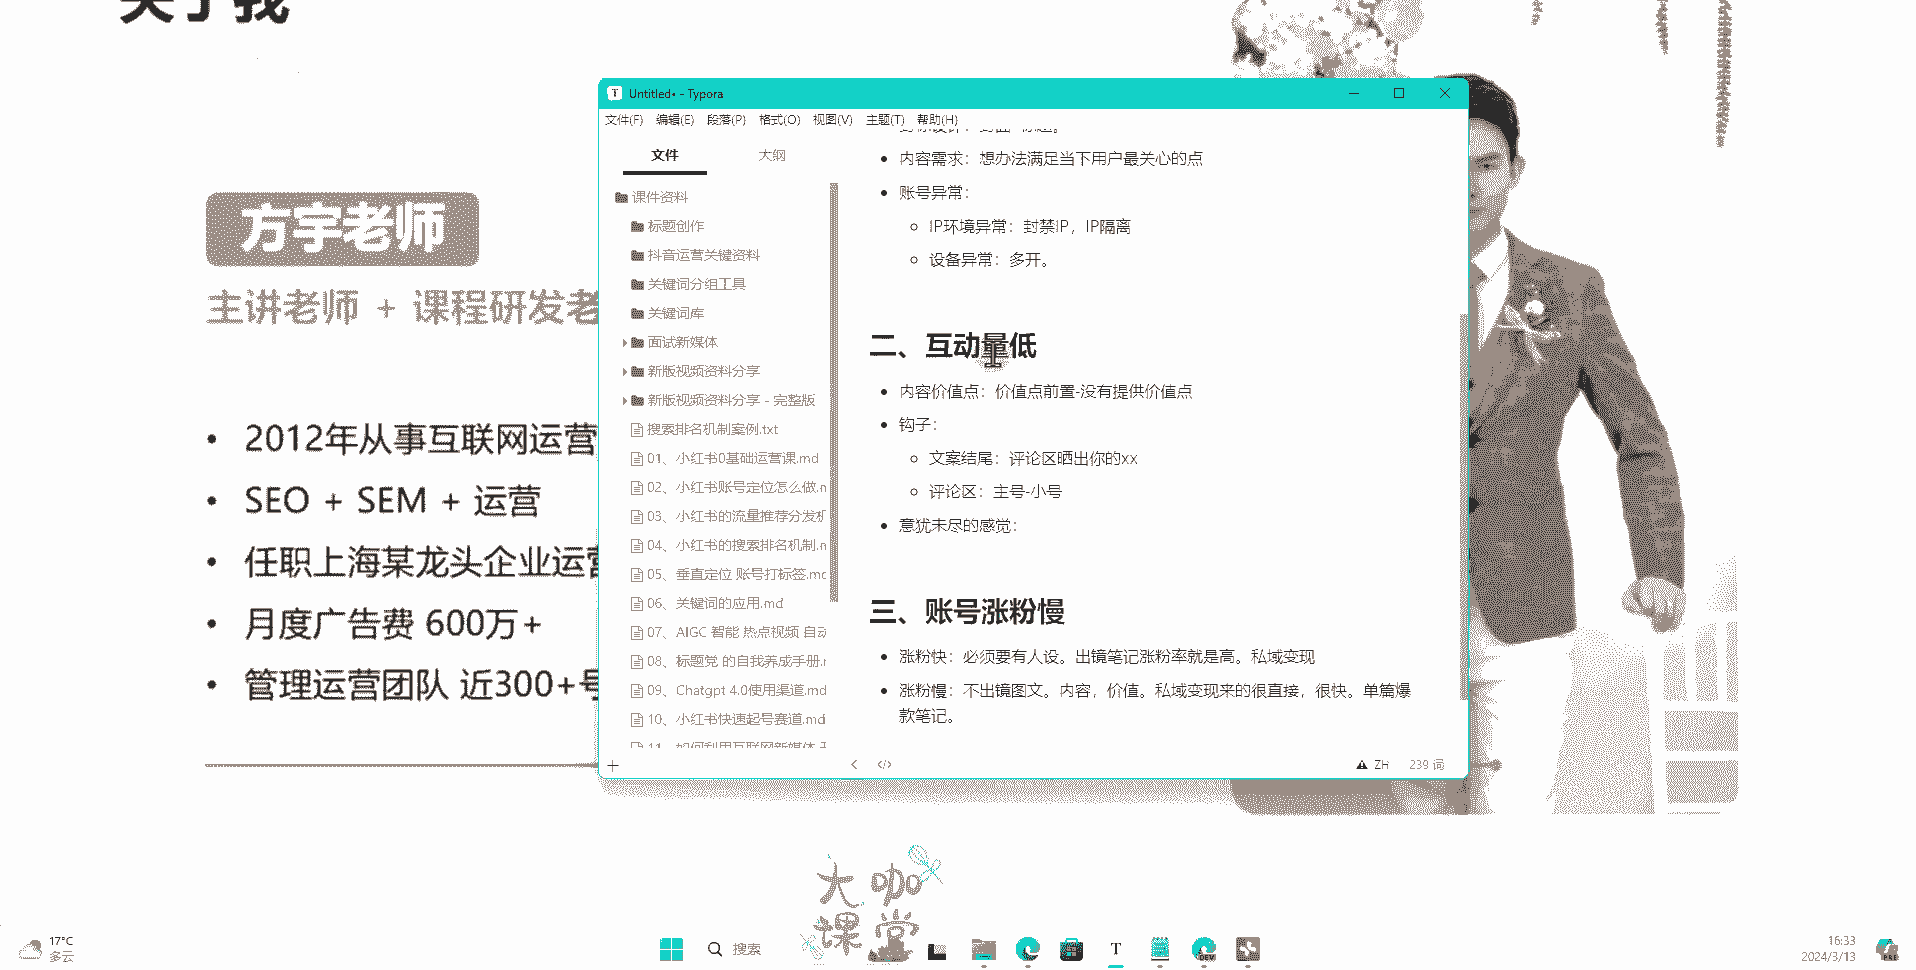 关于我
方宇老师
主讲老师 + 课程研发老
2012年从事互联网运营
SEO + SEM + 运营
任职上海某龙头企业运营
月度广告费 600万+
管理运营团队 近300+号
Untitled• - Typora
文件(F) 编辑(E) 段落(P) 格式(O) 视图(V) 主题(T) 帮助(H)
文件 大纲
课件资料
标题创作
抖音运营关键资料
关键词分组工具
关键词库
面试新媒体
新版视频资料分享
新版视频资料分享 - 完整版
搜索排名机制案例.txt
01、小红书0基础运营课.md
02、小红书账号定位怎么做.m
03、小红书的流量推荐分发机
04、小红书的搜索排名机制.m
05、垂直定位 账号打标签.md
06、关键词的应用.md
07、AIGC 智能 热点视频 自动
08、标题党 的自我养成手册.m
09、Chatgpt 4.0使用渠道.md
10、小红书快速起号赛道.md
11、如何利用互联网新媒体
内容需求：想办法满足当下用户最关心的点
账号异常：
IP环境异常：封禁IP，IP隔离
设备异常：多开。
二、互动量低
内容价值点：价值点前置-没有提供价值点
钩子：
文案结尾：评论区晒出你的xx
评论区：主号-小号
意犹未尽的感觉：
三、账号涨粉慢
涨粉快：必须要有人设。出镜笔记涨粉率就是高。私域变现
涨粉慢：不出镜图文。内容，价值。私域变现来的很直接，很快。单篇爆
款笔记。
ZH 239 词
大咖
课堂
17°C
多云
搜索
16:33
2024/3/13